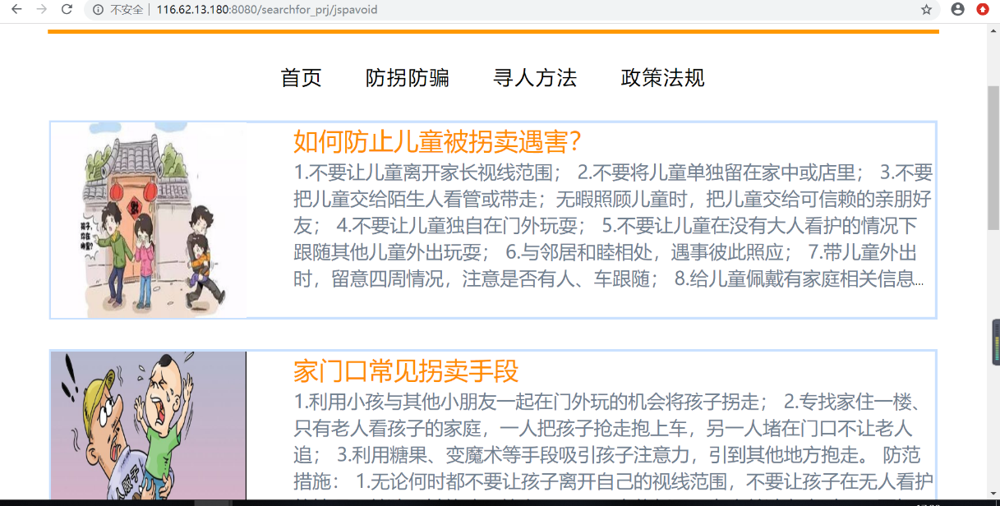 不安全 | 116.62.13.180:8080/searchfor_prj/jspavoid
首页 防拐防骗 寻人方法 政策法规
如何防止儿童被拐卖遇害？
1.不要让儿童离开家长视线范围； 2.不要将儿童单独留在家中或店里； 3.不要
把儿童交给陌生人看管或带走；无暇照顾儿童时，把儿童交给可信赖的亲朋好
友； 4.不要让儿童独自在门外玩耍； 5.不要让儿童在没有大人看护的情况下
跟随其他儿童外出玩耍； 6.与邻居和睦相处，遇事彼此照应； 7.带儿童外出
时，留意四周情况，注意是否有人、车跟随； 8.给儿童佩戴有家庭相关信息...
家门口常见拐卖手段
1.利用小孩与其他小朋友一起在门外玩的机会将孩子拐走； 2.专找家住一楼、
只有老人看孩子的家庭，一人把孩子抢走抱上车，另一人堵在门口不让老人
追； 3.利用糖果、变魔术等手段吸引孩子注意力，引到其他地方抱走。 防范
措施： 1.无论何时都不要让孩子离开自己的视线范围，不要让孩子在无人看护